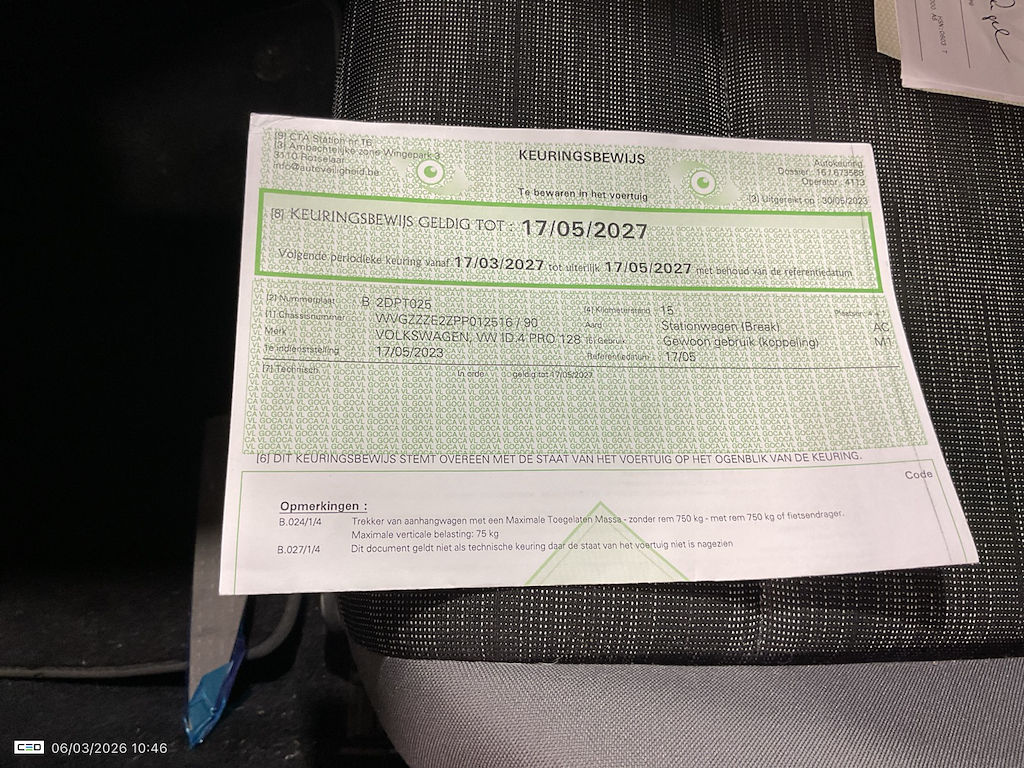 [9] CTA Station nr.16
[3] Ambachtelijke zone Wingepark 3
3110 Rotselaar
info@autoveiligheid.be
KEURINGSBEWIJS
Te bewaren in het voertuig
Autokeuring
Dossier: 16 / 673569
Operator: 4113
[3] Uitgereikt op : 30/05/2023
[8] KEURINGSBEWIJS GELDIG TOT : 17/05/2027
Volgende periodieke keuring vanaf 17/03/2027 tot uiterlijk 17/05/2027 met behoud van de referentiedatum
[2] Nummerplaat B 2DPT025 [4] Kilometerstand : 15
[1] Chassisnummer WVGZZZE2ZPP012516 / 90 Aard Stationwagen (Break) AC
Merk VOLKSWAGEN, VW ID.4 PRO 128 [5] Gebruik Gewoon gebruik (koppeling) M1
1e indienststelling 17/05/2023 Referentiedatum : 17/05
[7] Technisch in orde geldig tot 17/05/2027
[6] DIT KEURINGSBEWIJS STEMT OVEREEN MET DE STAAT VAN HET VOERTUIG OP HET OGENBLIK VAN DE KEURING.
Code
Opmerkingen :
B.024/1/4 Trekker van aanhangwagen met een Maximale Toegelaten Massa - zonder rem 750 kg - met rem 750 kg of fietsendrager.
Maximale verticale belasting: 75 kg
B.027/1/4 Dit document geldt niet als technische keuring daar de staat van het voertuig niet is nagezien
CEO 06/03/2026 10:46